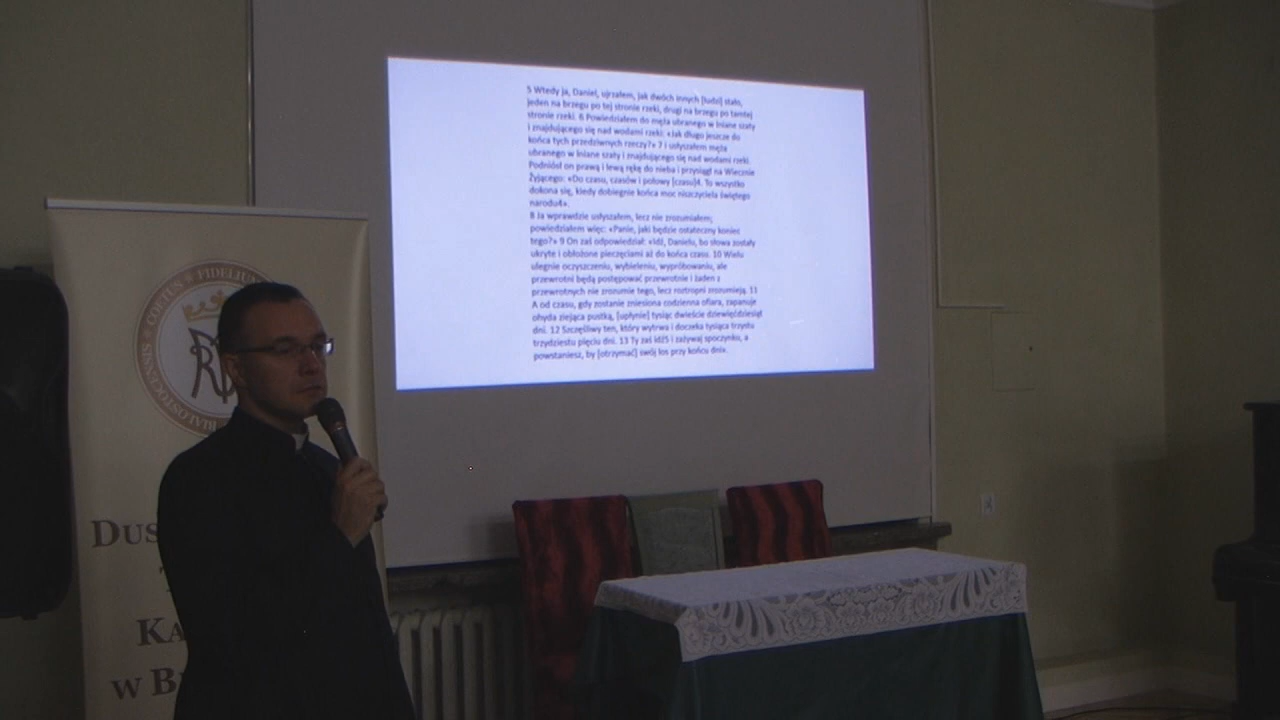 5 Wtedy ja, Daniel, ujrzałem, jak dwóch innych [ludzi] stało,
jeden na brzegu po tej stronie rzeki, drugi na brzegu po tamtej
stronie rzeki. 6 Powiedziałem do męża ubranego w lniane szaty
i znajdującego się nad wodami rzeki: «Jak długo jeszcze do
końca tych przedziwnych rzeczy?» 7 I usłyszałem męża
ubranego w lniane szaty i znajdującego się nad wodami rzeki.
Podniósł on prawą i lewą rękę do nieba i przysiągł na Wiecznie
Żyjącego: «Do czasu, czasów i połowy [czasu]4. To wszystko
dokona się, kiedy dobiegnie końca moc niszczyciela świętego
narodu4».
8 Ja wprawdzie usłyszałem, lecz nie zrozumiałem;
powiedziałem więc: «Panie, jaki będzie ostateczny koniec
tego?» 9 On zaś odpowiedział: «Idź, Danielu, bo słowa zostały
ukryte i obłożone pieczęciami aż do końca czasu. 10 Wielu
ulegnie oczyszczeniu, wybieleniu, wypróbowaniu, ale
przewrotni będą postępować przewrotnie i żaden z
przewrotnych nie zrozumie tego, lecz roztropni zrozumieją. 11
A od czasu, gdy zostanie zniesiona codzienna ofiara, zapanuje
ohyda ziejąca pustką, [upłynie] tysiąc dwieście dziewięćdziesiąt
dni. 12 Szczęśliwy ten, który wytrwa i doczeka tysiąca trzystu
trzydziestu pięciu dni. 13 Ty zaś idź5 i zażywaj spoczynku, a
powstaniesz, by [otrzymać] swój los przy końcu dni».
COETUS FIDELIUM
BIALOSTOCIANIS
DUS
KA
W B